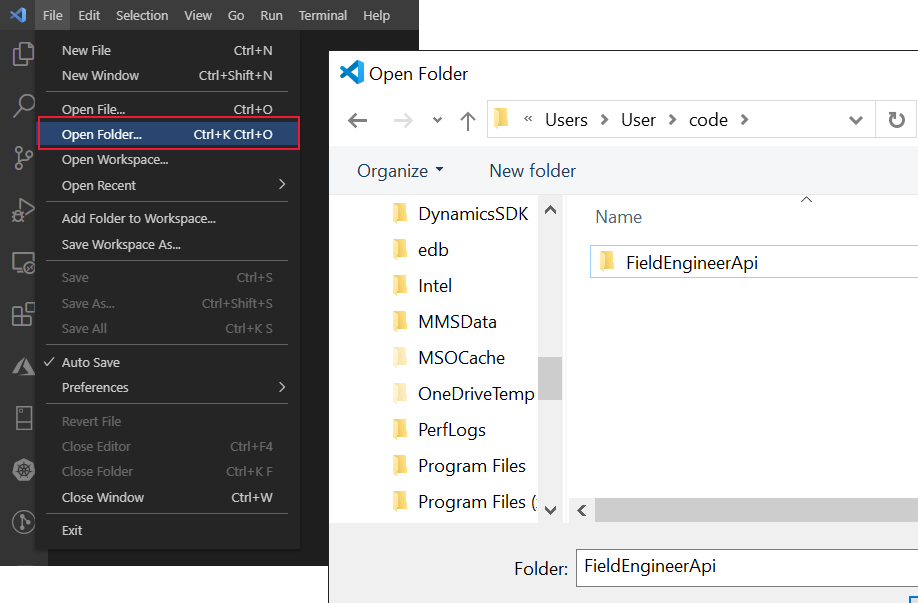 File Edit Selection View Go Run Terminal Help
New File Ctrl+N
New Window Ctrl+Shift+N
Open File... Ctrl+O
Open Folder... Ctrl+K Ctrl+O
Open Workspace...
Open Recent
Add Folder to Workspace...
Save Workspace As...
Save Ctrl+S
Save As... Ctrl+Shift+S
Save All Ctrl+K S
Auto Save
Preferences
Revert File
Close Editor Ctrl+F4
Close Folder Ctrl+K F
Close Window Ctrl+W
Exit
Open Folder
« Users > User > code >
Organize New folder
DynamicsSDK
edb
Intel
MMSData
MSOCache
OneDriveTemp
PerfLogs
Program Files
Program Files (
Name
FieldEngineerApi
Folder: FieldEngineerApi